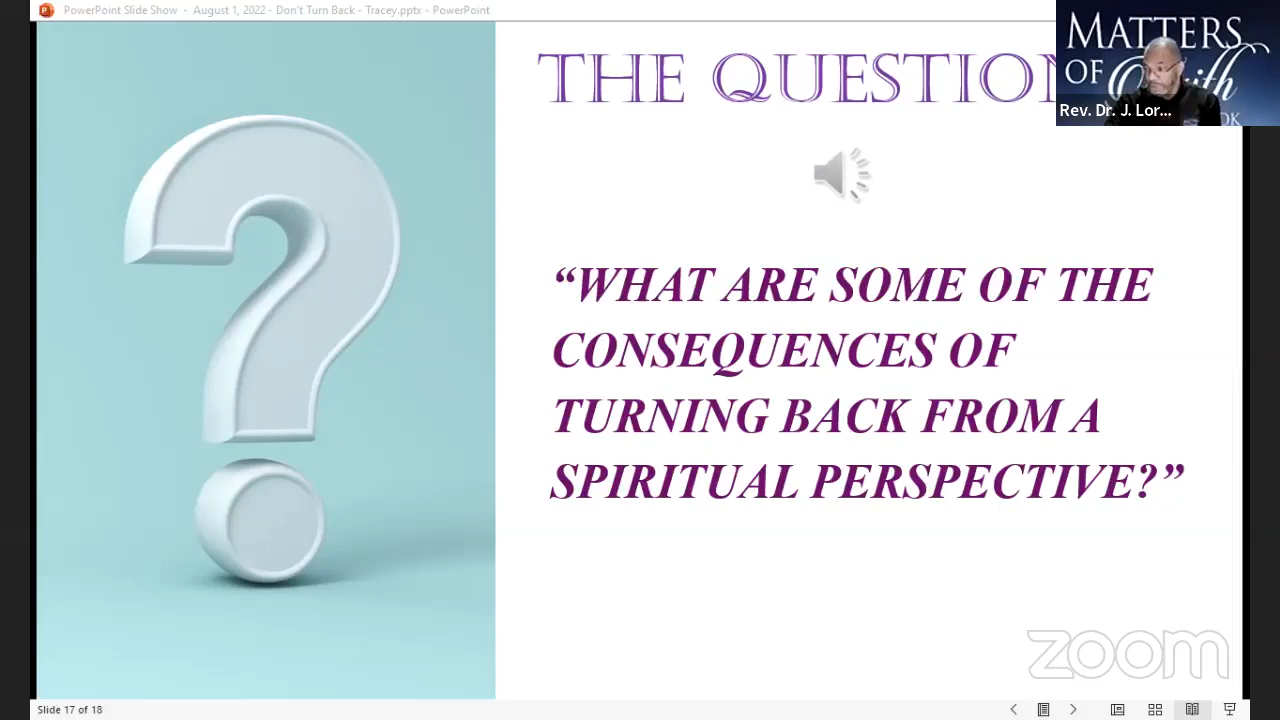 PowerPoint Slide Show - August 1, 2022 - Don't Turn Back - Tracey.pptx - PowerPoint
MATTERS
OF
Rev. Dr. J. Lor...
THE QUESTION
“WHAT ARE SOME OF THE
CONSEQUENCES OF
TURNING BACK FROM A
SPIRITUAL PERSPECTIVE?”
zoom
Slide 17 of 18